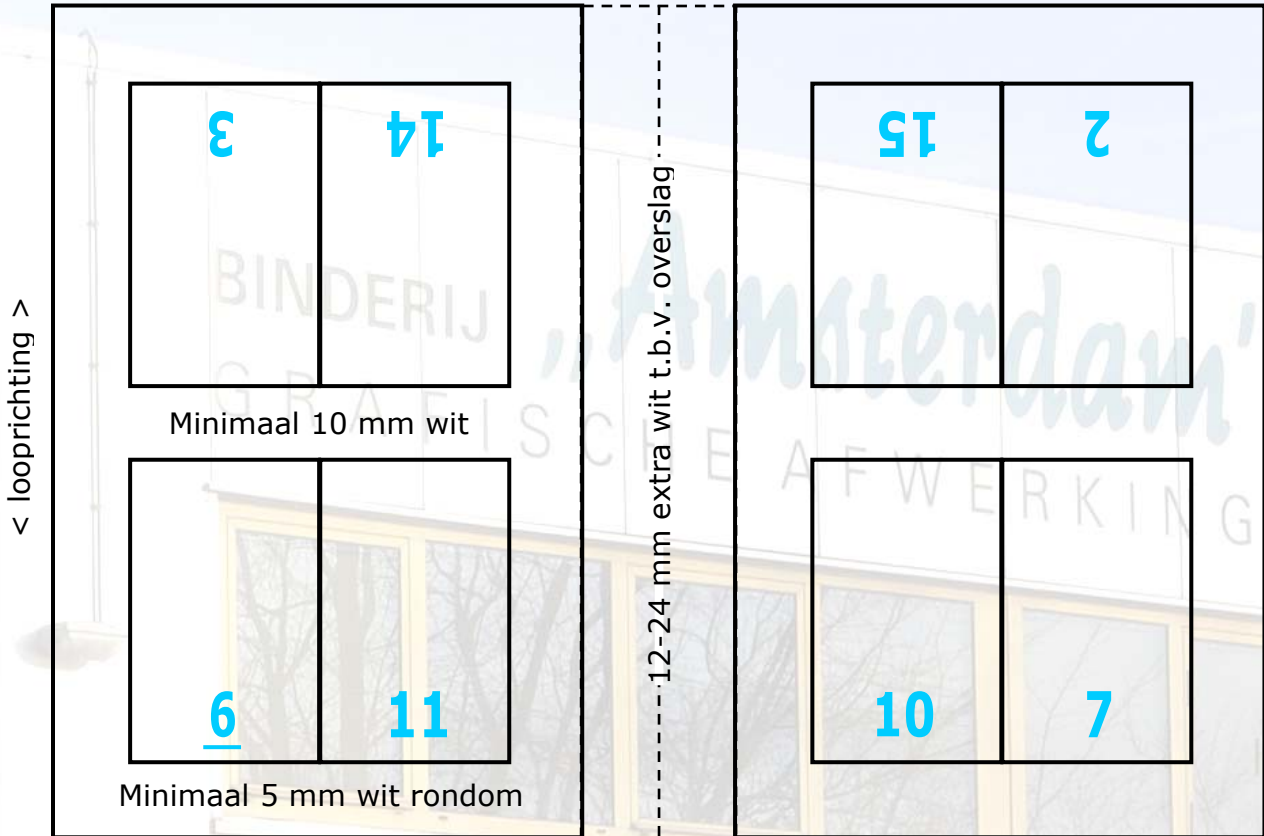 3 14 15 2
< looprichting >
12-24 mm extra wit t.b.v. overslag
BINDERIJ „Amsterdam"
GRAFISCHE AFWERKING
Minimaal 10 mm wit
6 11 10 7
Minimaal 5 mm wit rondom